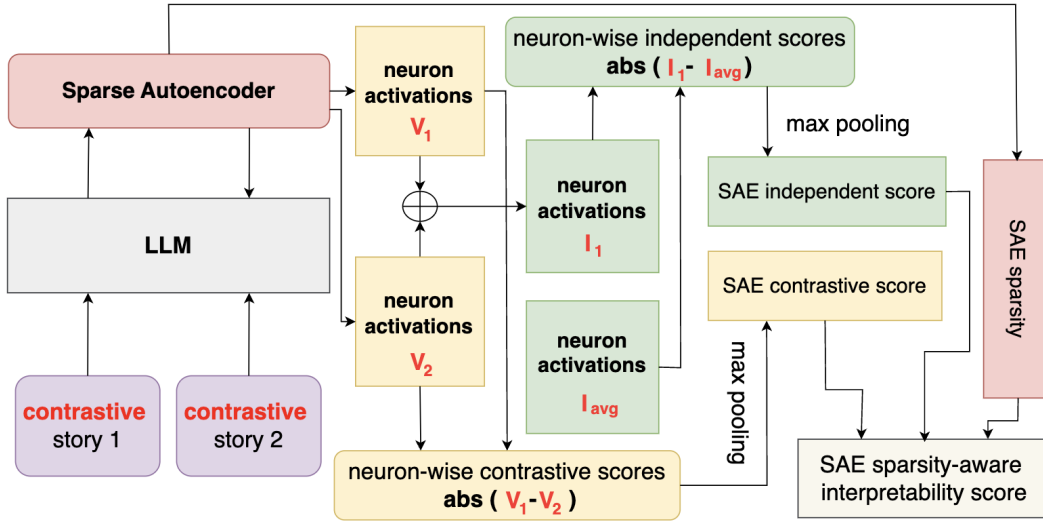 Sparse Autoencoder
LLM
contrastive
story 1
contrastive
story 2
neuron
activations
V1
neuron
activations
V2
neuron-wise independent scores
abs ( I1- Iavg)
neuron
activations
I1
neuron
activations
Iavg
neuron-wise contrastive scores
abs ( V1-V2 )
max pooling
SAE independent score
SAE contrastive score
max pooling
SAE sparsity
SAE sparsity-aware
interpretability score